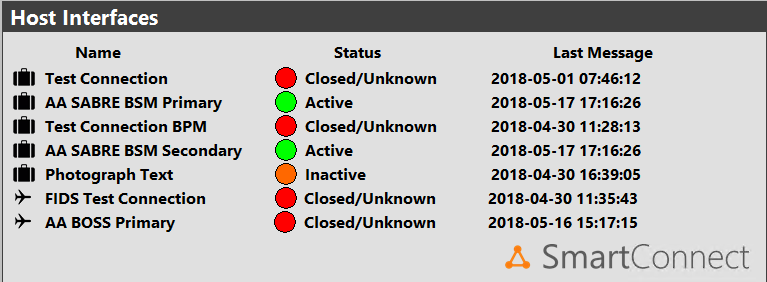 Host Interfaces
Name Status Last Message
Test Connection Closed/Unknown 2018-05-01 07:46:12
AA SABRE BSM Primary Active 2018-05-17 17:16:26
Test Connection BPM Closed/Unknown 2018-04-30 11:28:13
AA SABRE BSM Secondary Active 2018-05-17 17:16:26
Photograph Text Inactive 2018-04-30 16:39:05
FIDS Test Connection Closed/Unknown 2018-04-30 11:35:43
AA BOSS Primary Closed/Unknown 2018-05-16 15:17:15
SmartConnect